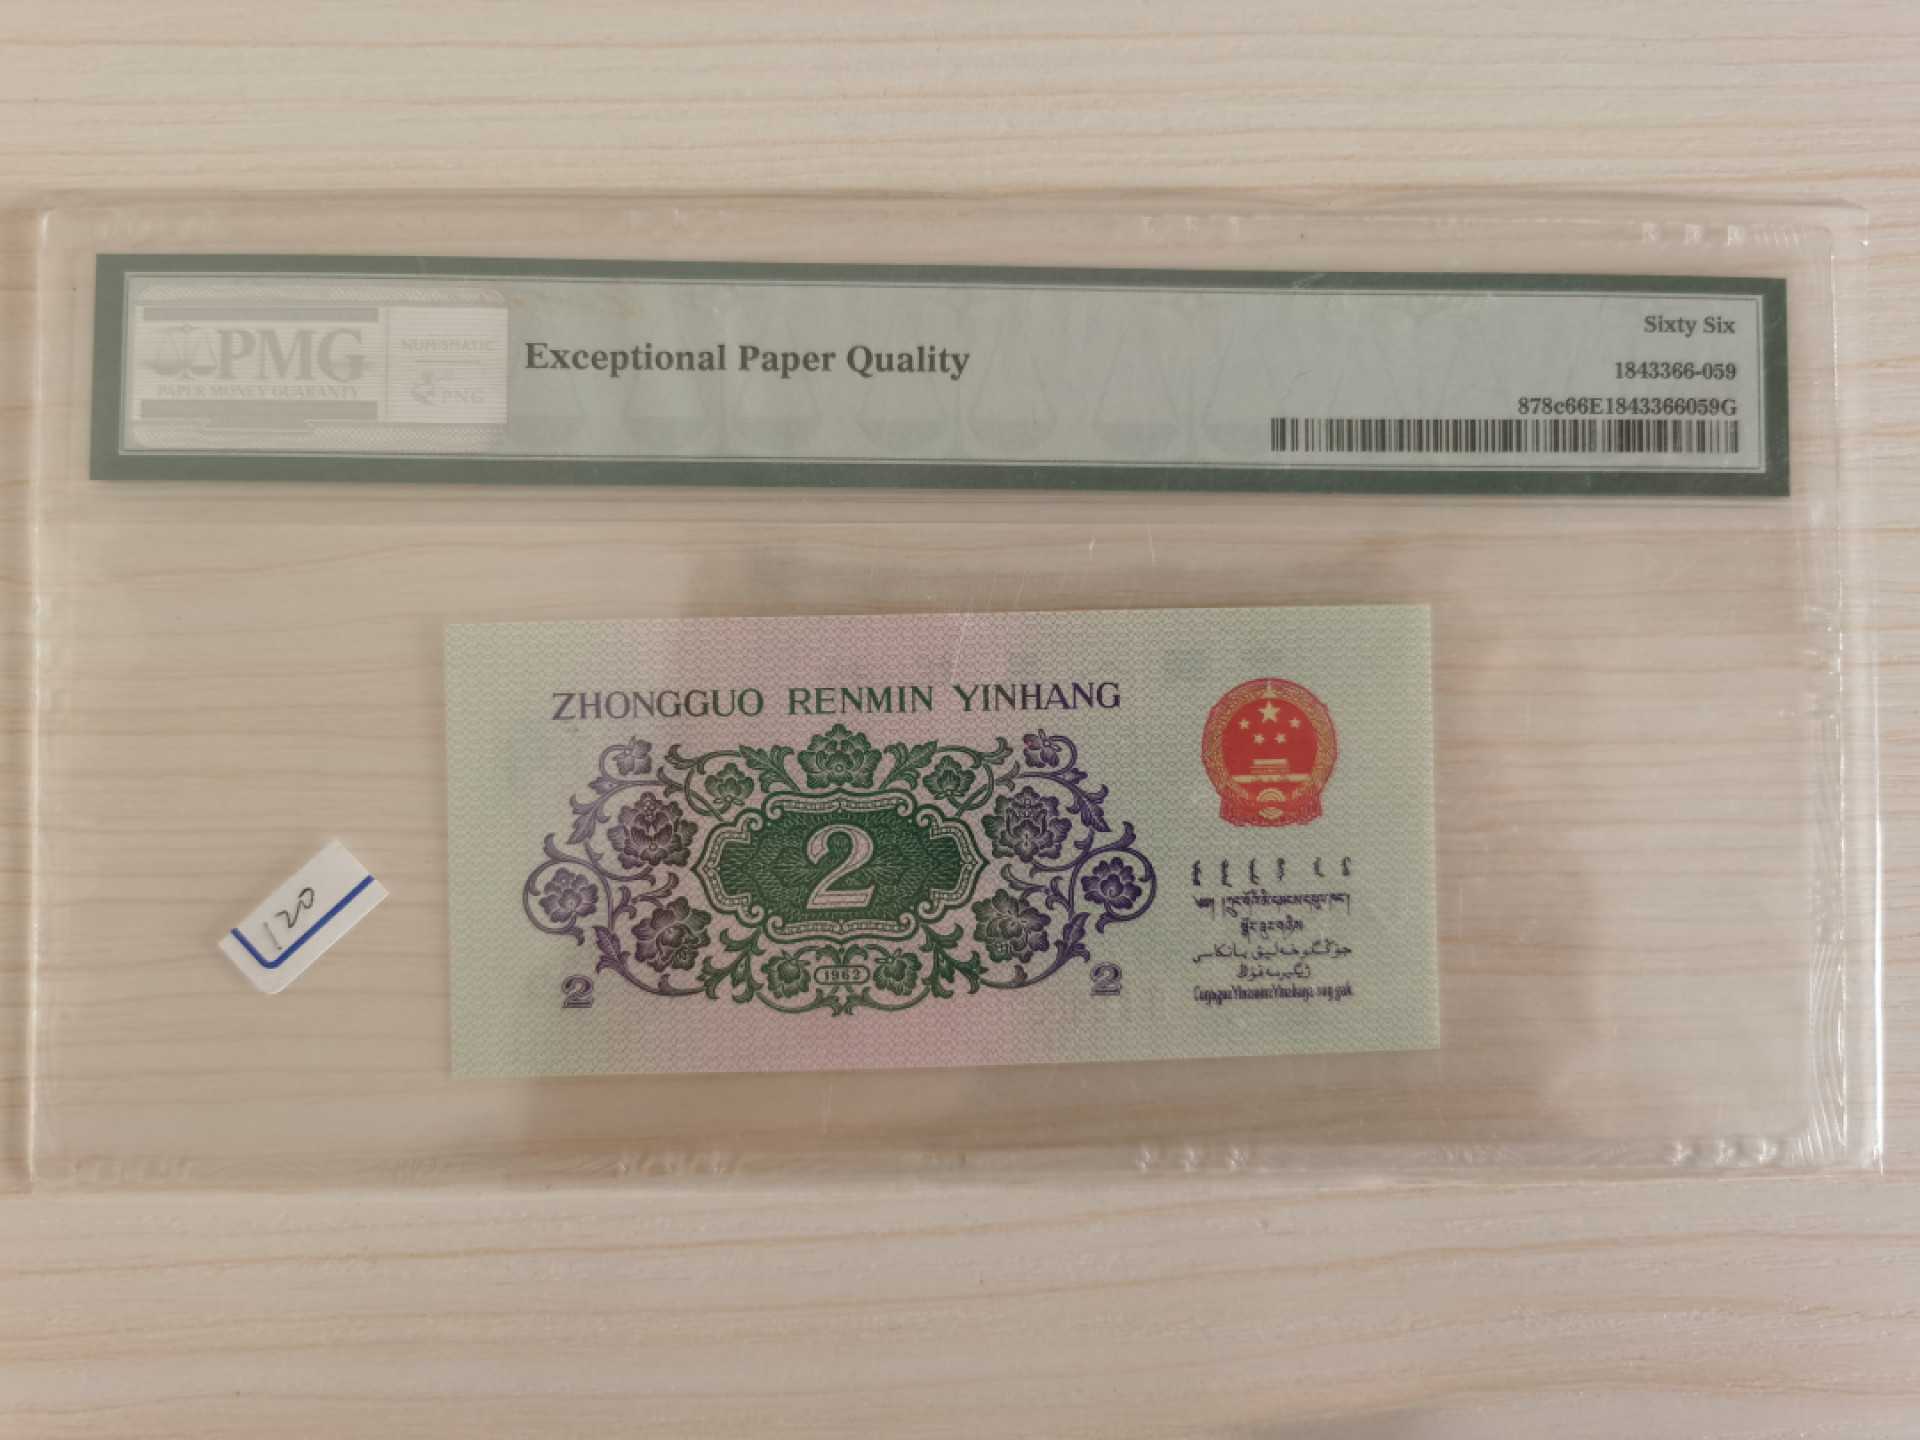 PMG
PAPER MONEY GUARANTY
NUMISMATIC
PNG
Exceptional Paper Quality
Sixty Six
1843366-059
878c66E1843366059G
ZHONGGUO RENMIN YINHANG
2
1962
2
2
120